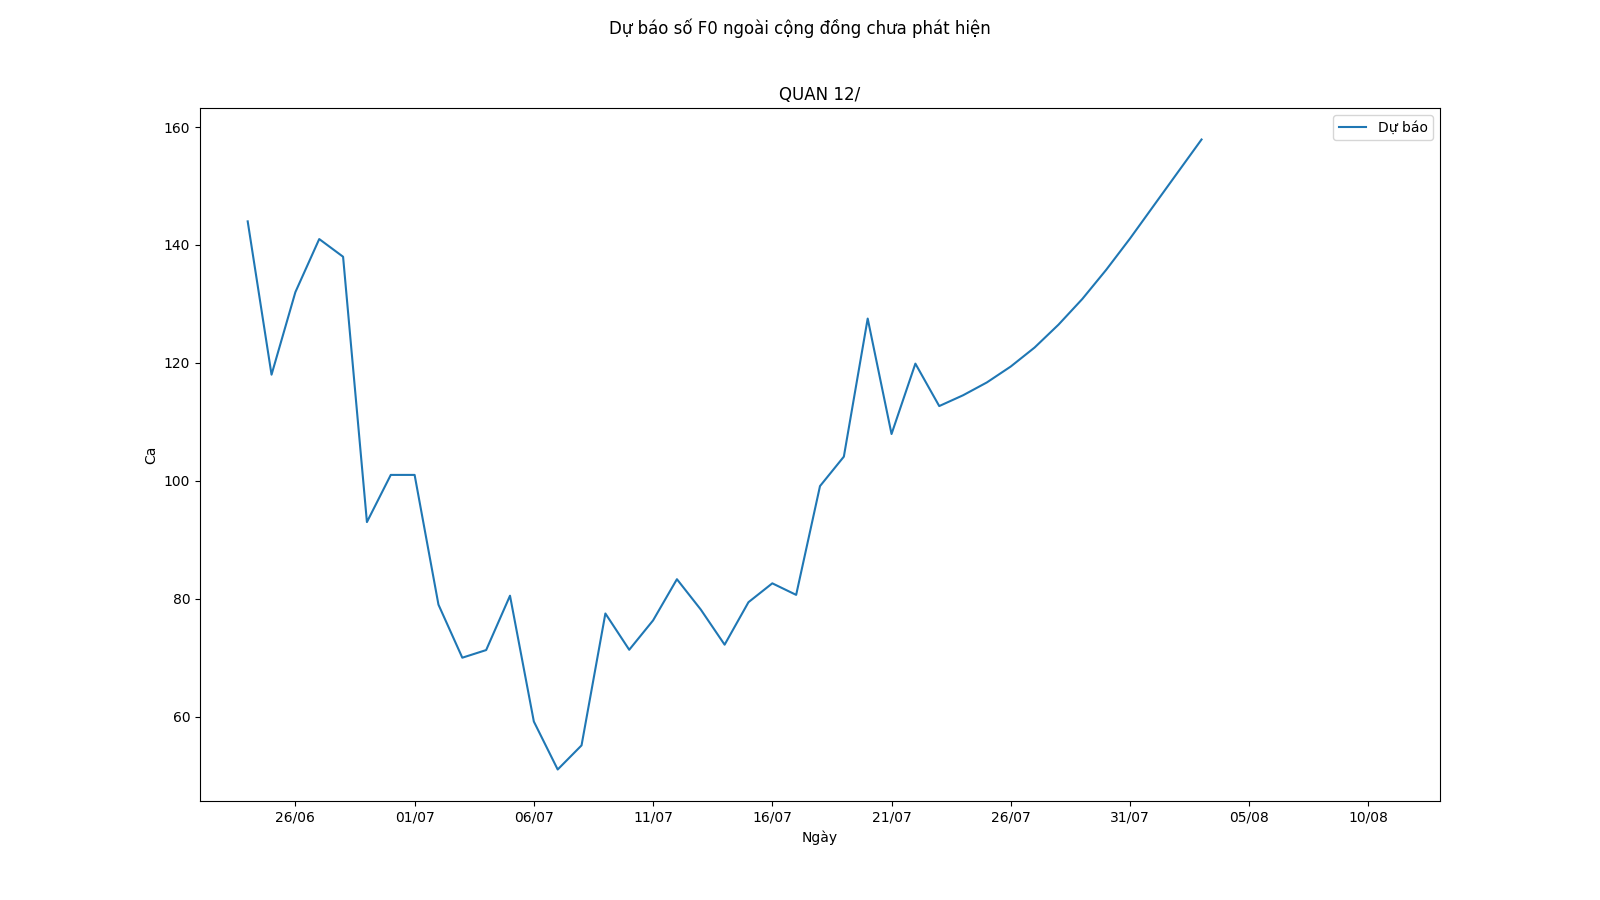 Dự báo số F0 ngoài cộng đồng chưa phát hiện
QUAN 12/
Dự báo
160
140
120
100
80
60
Ca
26/06 01/07 06/07 11/07 16/07 21/07 26/07 31/07 05/08 10/08
Ngày